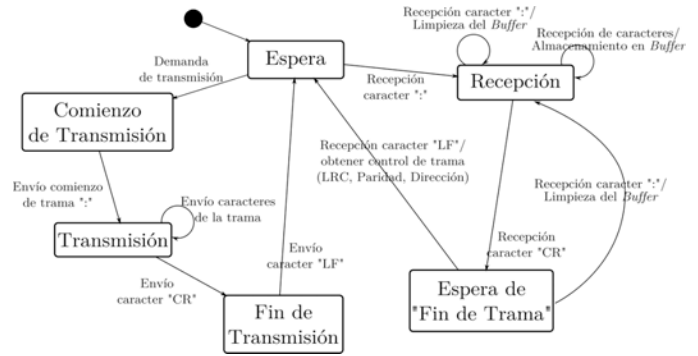 Recepción caracter ":"/
Limpieza del Buffer
Recepción de caracteres/
Almacenamiento en Buffer
Espera
Demanda
de transmisión
Recepción
caracter ":"
Recepción
Comienzo
de Transmisión
Recepción caracter "LF"/
obtener control de trama
(LRC, Paridad, Dirección)
Envío comienzo
de trama ":"
Envío caracteres
de la trama
Recepción caracter ":"/
Limpieza del Buffer
Transmisión
Envío
caracter "LF"
Recepción
caracter "CR"
Envío
caracter "CR"
Espera de
"Fin de Trama"
Fin de
Transmisión